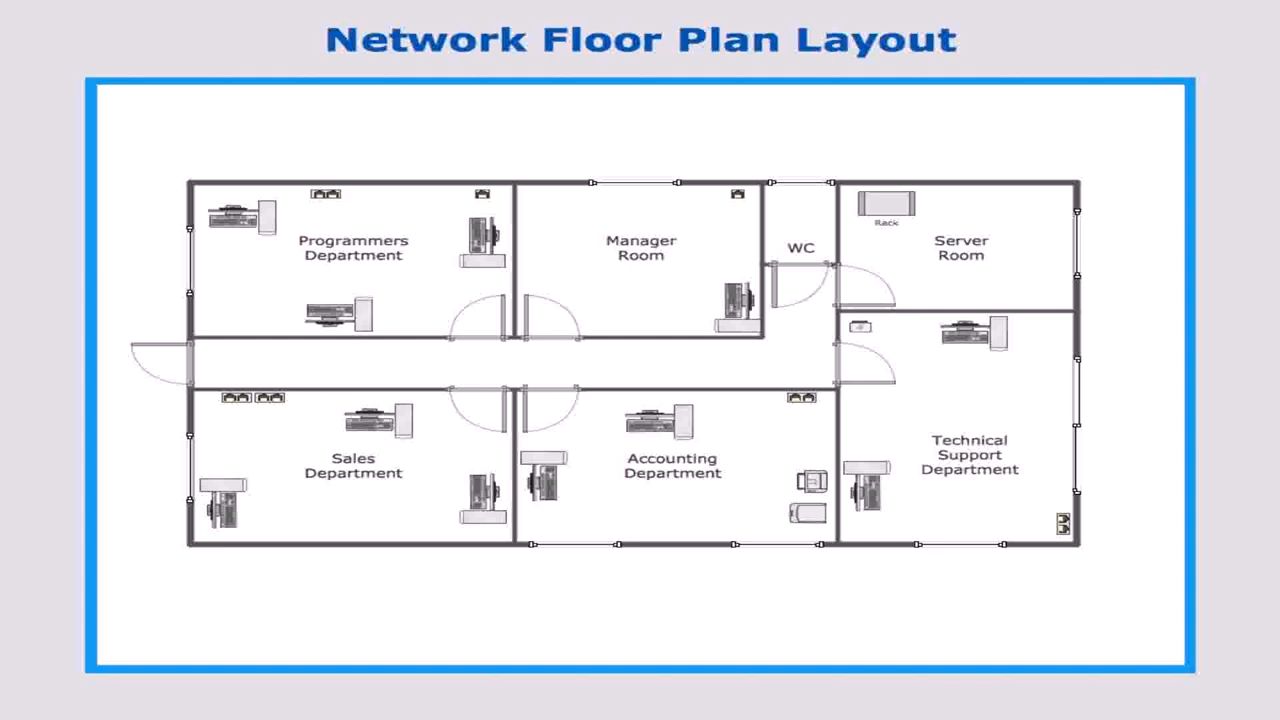 Network Floor Plan Layout
Programmers
Department
Manager
Room
WC
Rack
Server
Room
Sales
Department
Accounting
Department
Technical
Support
Department